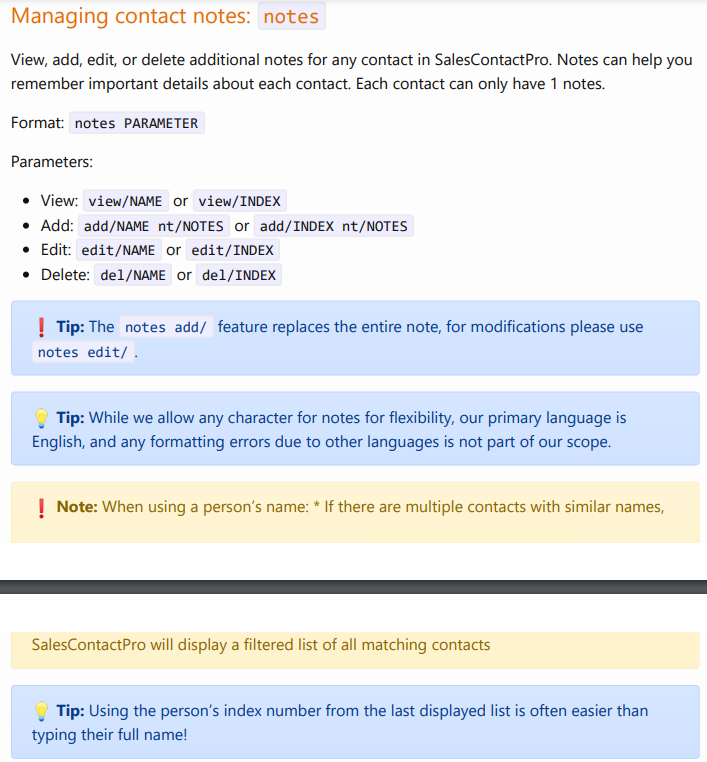 Managing contact notes: notes
View, add, edit, or delete additional notes for any contact in SalesContactPro. Notes can help you
remember important details about each contact. Each contact can only have 1 notes.
Format: notes PARAMETER
Parameters:
• View: view/NAME or view/INDEX
• Add: add/NAME nt/NOTES or add/INDEX nt/NOTES
• Edit: edit/NAME or edit/INDEX
• Delete: del/NAME or del/INDEX
❗ Tip: The notes add/ feature replaces the entire note, for modifications please use
notes edit/ .
💡 Tip: While we allow any character for notes for flexibility, our primary language is
English, and any formatting errors due to other languages is not part of our scope.
❗ Note: When using a person's name: * If there are multiple contacts with similar names,
SalesContactPro will display a filtered list of all matching contacts
💡 Tip: Using the person's index number from the last displayed list is often easier than
typing their full name!